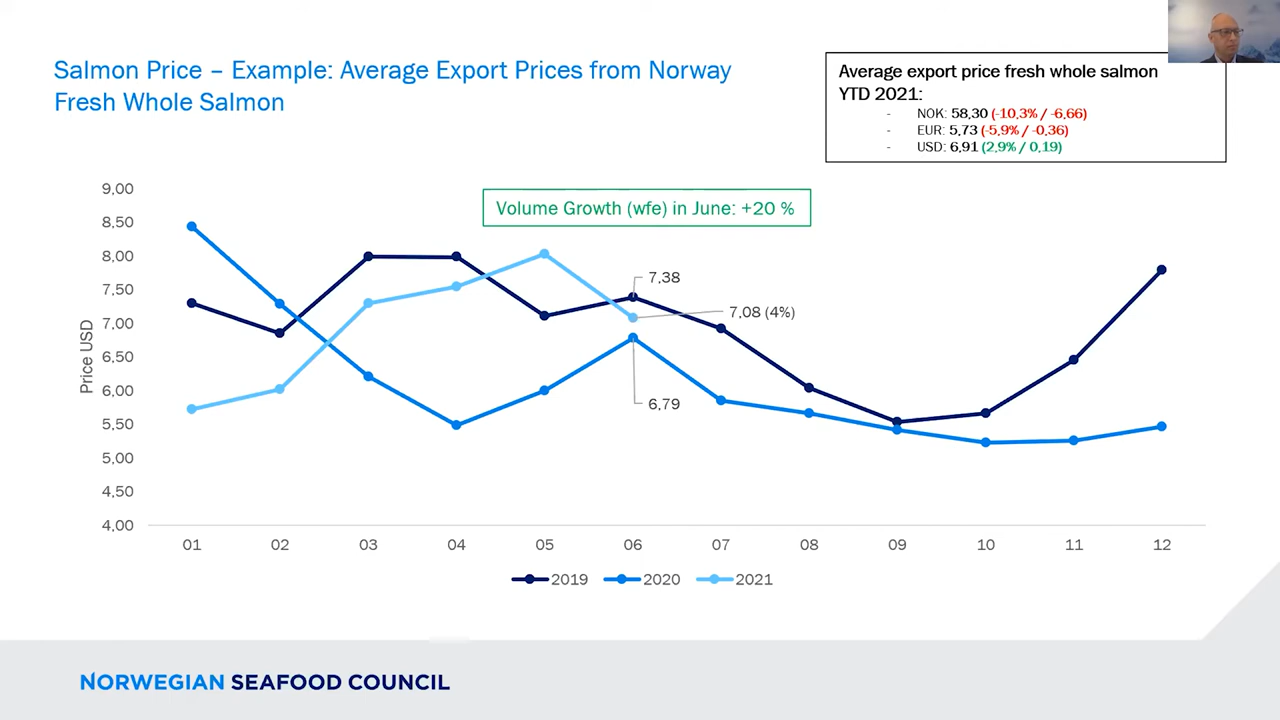 Salmon Price – Example: Average Export Prices from Norway
Fresh Whole Salmon
Average export price fresh whole salmon
YTD 2021:
- NOK: 58,30 (-10,3% / -6,66)
- EUR: 5,73 (-5,9% / -0,36)
- USD: 6,91 (2,9% / 0,19)
Volume Growth (wfe) in June: +20 %
Price USD
9,00
8,50
8,00
7,50
7,00
6,50
6,00
5,50
5,00
4,50
4,00
7,38
7,08 (4%)
6,79
01 02 03 04 05 06 07 08 09 10 11 12
2019 2020 2021
NORWEGIAN SEAFOOD COUNCIL